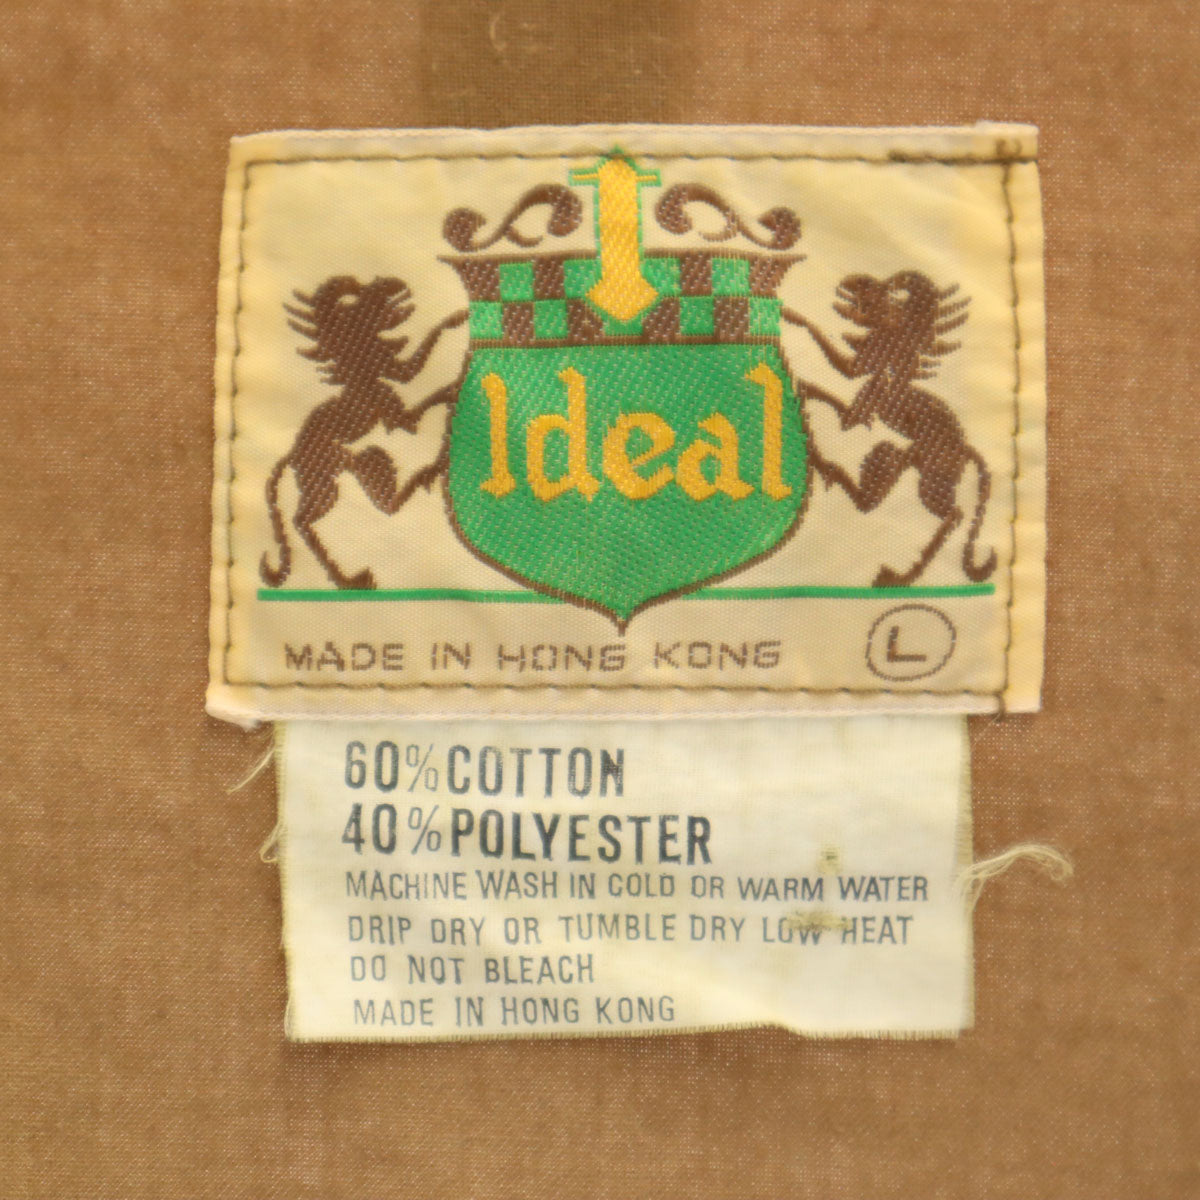 Ideal
MADE IN HONG KONG L
60% COTTON
40% POLYESTER
MACHINE WASH IN COLD OR WARM WATER
DRIP DRY OR TUMBLE DRY LOW HEAT
DO NOT BLEACH
MADE IN HONG KONG